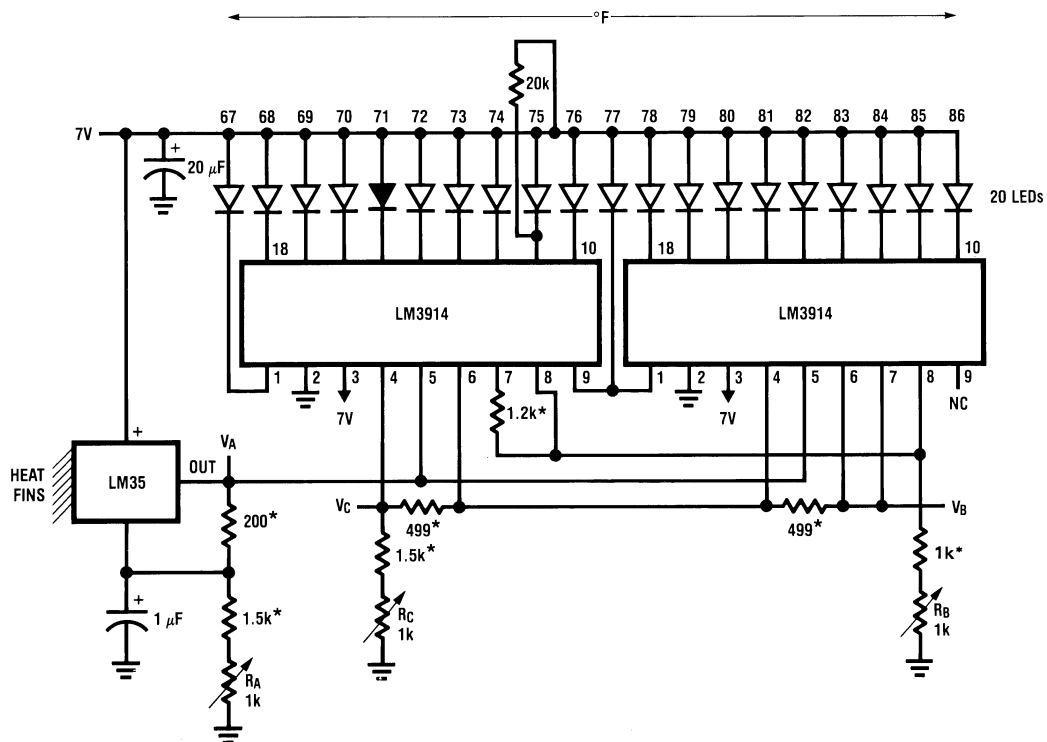 °F
20k
7V
67 68 69 70 71 72 73 74 75 76 77 78 79 80 81 82 83 84 85 86
+
20 μF
20 LEDs
18 10 18 10
LM3914 LM3914
1 2 3 4 5 6 7 8 9 1 2 3 4 5 6 7 8 9
7V 1.2k* 7V NC
+
VA
HEAT FINS
LM35
OUT
200*
VC 499* 499* VB
1.5k* 1k*
+
1 μF
1.5k*
RC 1k
RB 1k
RA 1k